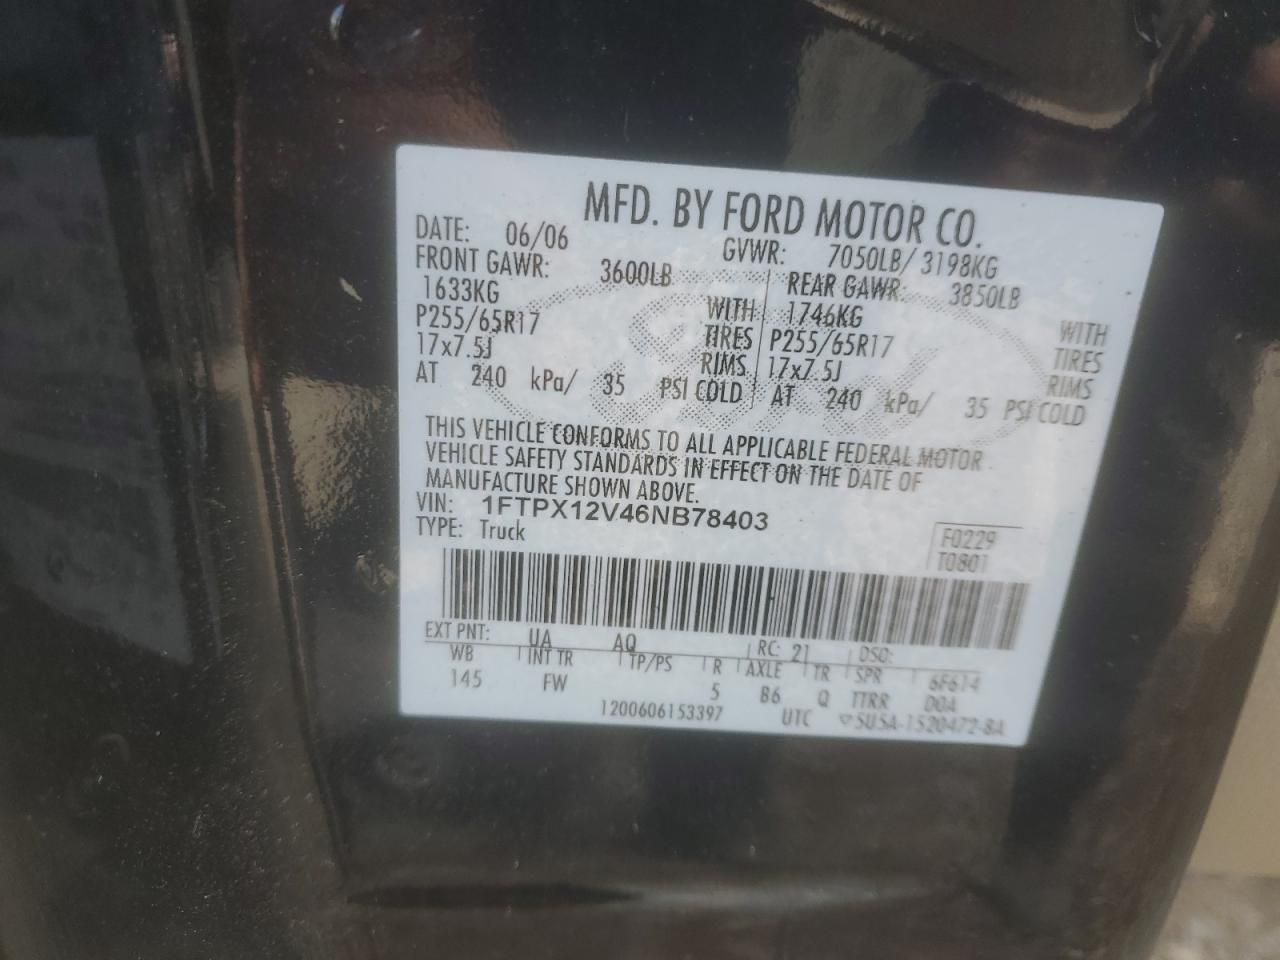 MFD. BY FORD MOTOR CO.
DATE: 06/06 GVWR: 7050LB/ 3198KG
FRONT GAWR: 3600LB REAR GAWR: 3850LB
1633KG WITH 1746KG WITH
P255/65R17 TIRES P255/65R17 TIRES
17x7.5J RIMS 17x7.5J RIMS
AT 240 kPa/ 35 PSI COLD AT 240 kPa/ 35 PSI COLD
THIS VEHICLE CONFORMS TO ALL APPLICABLE FEDERAL MOTOR
VEHICLE SAFETY STANDARDS IN EFFECT ON THE DATE OF
MANUFACTURE SHOWN ABOVE.
VIN: 1FTPX12V46NB78403
TYPE: Truck
F0229
T0801
EXT PNT: UA AQ RC: 21 DSO:
WB INT TR TP/PS R AXLE TR SPR 6F614
145 FW 5 B6 Q TTRR DOA
1200606153397 UTC ▽5U5A-1520472-BA